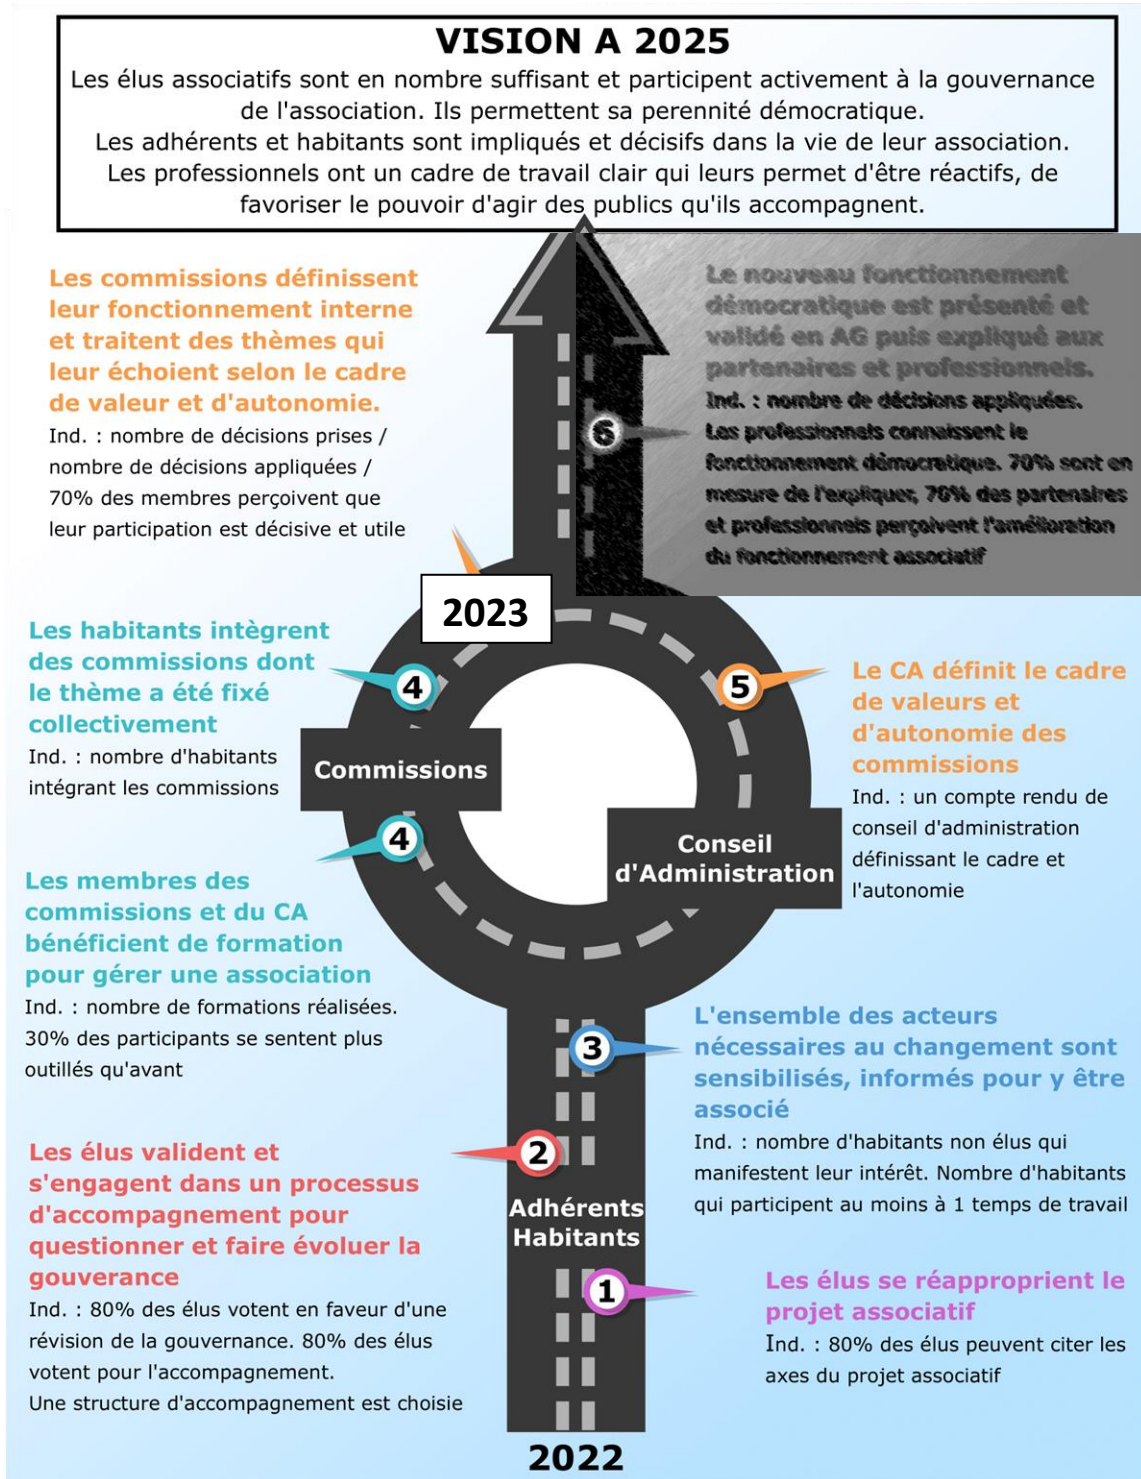 VISION A 2025
Les élus associatifs sont en nombre suffisant et participent activement à la gouvernance
de l'association. Ils permettent sa perennité démocratique.
Les adhérents et habitants sont impliqués et décisifs dans la vie de leur association.
Les professionnels ont un cadre de travail clair qui leurs permet d'être réactifs, de
favoriser le pouvoir d'agir des publics qu'ils accompagnent.
Les commissions définissent
leur fonctionnement interne
et traitent des thèmes qui
leur échoient selon le cadre
de valeur et d'autonomie.
Ind. : nombre de décisions prises /
nombre de décisions appliquées /
70% des membres perçoivent que
leur participation est décisive et utile
Le nouveau fonctionnement
démocratique est présenté et
validé en AG puis expliqué aux
partenaires et professionnels.
Ind. : nombre de décisions appliquées.
Les professionnels connaissent le
fonctionnement démocratique. 70% sont en
mesure de l'expliquer, 70% des partenaires
et professionnels perçoivent l'amélioration
du fonctionnement associatif
6
2023
Les habitants intègrent
des commissions dont
le thème a été fixé
collectivement
Ind. : nombre d'habitants
intégrant les commissions
4
5
Le CA définit le cadre
de valeurs et
d'autonomie des
commissions
Ind. : un compte rendu de
conseil d'administration
définissant le cadre et
l'autonomie
Commissions
Conseil
d'Administration
4
Les membres des
commissions et du CA
bénéficient de formation
pour gérer une association
Ind. : nombre de formations réalisées.
30% des participants se sentent plus
outillés qu'avant
3
L'ensemble des acteurs
nécessaires au changement sont
sensibilisés, informés pour y être
associé
Ind. : nombre d'habitants non élus qui
manifestent leur intérêt. Nombre d'habitants
qui participent au moins à 1 temps de travail
2
Les élus valident et
s'engagent dans un processus
d'accompagnement pour
questionner et faire évoluer la
gouverance
Ind. : 80% des élus votent en faveur d'une
révision de la gouvernance. 80% des élus
votent pour l'accompagnement.
Une structure d'accompagnement est choisie
Adhérents
Habitants
1
Les élus se réapproprient le
projet associatif
Ind. : 80% des élus peuvent citer les
axes du projet associatif
2022